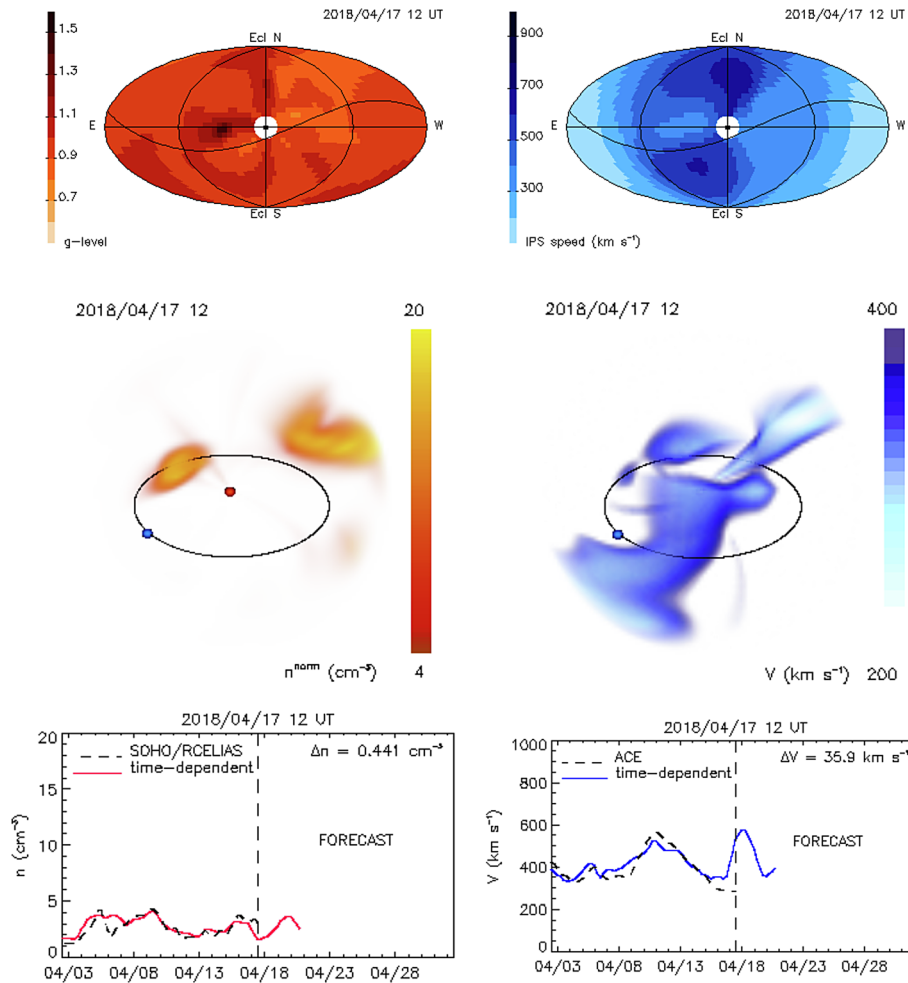 2018/04/17 12 UT
1.5
1.3
1.1
0.9
0.7
g-level
Ecl N
E
W
Ecl S
2018/04/17 12 UT
900
700
500
300
IPS speed (km s⁻¹)
Ecl N
E
W
Ecl S
2018/04/17 12
20
nⁿᵒʳᵐ (cm⁻³)
4
2018/04/17 12
400
V (km s⁻¹)
200
2018/04/17 12 UT
SOHO/RCELIAS
time-dependent
Δn = 0.441 cm⁻³
FORECAST
n (cm⁻³)
20
15
10
5
0
04/03
04/08
04/13
04/18
04/23
04/28
2018/04/17 12 UT
ACE
time-dependent
ΔV = 35.9 km s⁻¹
FORECAST
V (km s⁻¹)
1000
800
600
400
200
0
04/03
04/08
04/13
04/18
04/23
04/28